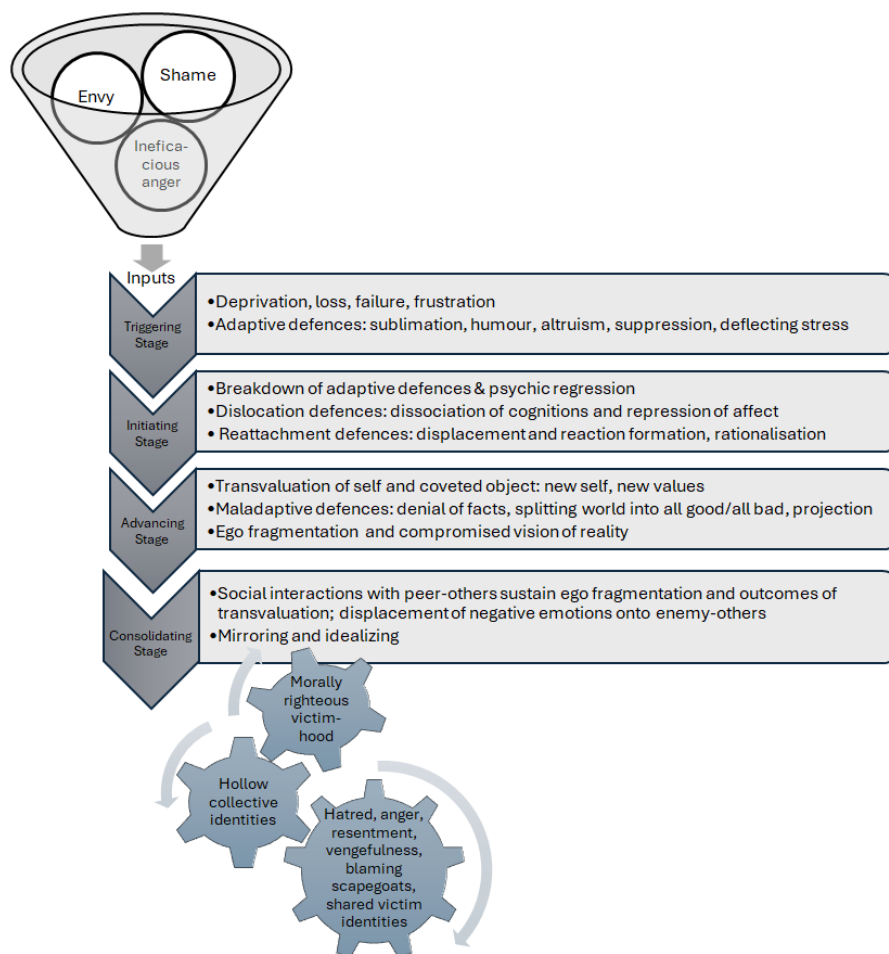 Shame
Envy
Inefica-
cious
anger
Inputs
Triggering
Stage
•Deprivation, loss, failure, frustration
•Adaptive defences: sublimation, humour, altruism, suppression, deflecting stress
Initiating
Stage
•Breakdown of adaptive defences & psychic regression
•Dislocation defences: dissociation of cognitions and repression of affect
•Reattachment defences: displacement and reaction formation, rationalisation
Advancing
Stage
•Transvaluation of self and coveted object: new self, new values
•Maladaptive defences: denial of facts, splitting world into all good/all bad, projection
•Ego fragmentation and compromised vision of reality
Consolidating
Stage
•Social interactions with peer-others sustain ego fragmentation and outcomes of
transvaluation; displacement of negative emotions onto enemy-others
•Mirroring and idealizing
Morally
righteous
victim-
hood
Hollow
collective
identities
Hatred, anger,
resentment,
vengefulness,
blaming
scapegoats,
shared victim
identities